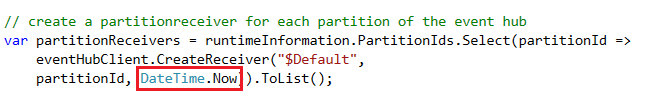 // create a partitionreceiver for each partition of the event hub
var partitionReceivers = runtimeInformation.PartitionIds.Select(partitionId =>
eventHubClient.CreateReceiver("$Default",
partitionId, DateTime.Now)).ToList();